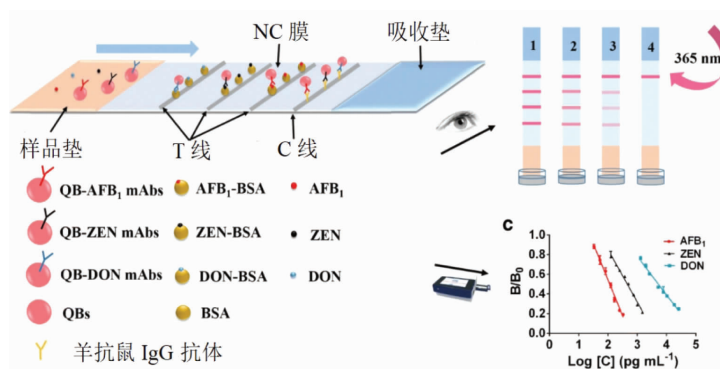 NC 膜
吸收垫
样品垫
T 线
C 线
QB-AFB₁ mAbs
AFB₁-BSA
AFB₁
QB-ZEN mAbs
ZEN-BSA
ZEN
QB-DON mAbs
DON-BSA
DON
QBs
BSA
羊抗鼠 IgG 抗体
1 2 3 4
365 nm
C
AFB₁
ZEN
DON
B/B₀
1.0
0.8
0.6
0.4
0.2
0.0
0 1 2 3 4 5
Log [C] (pg mL⁻¹)